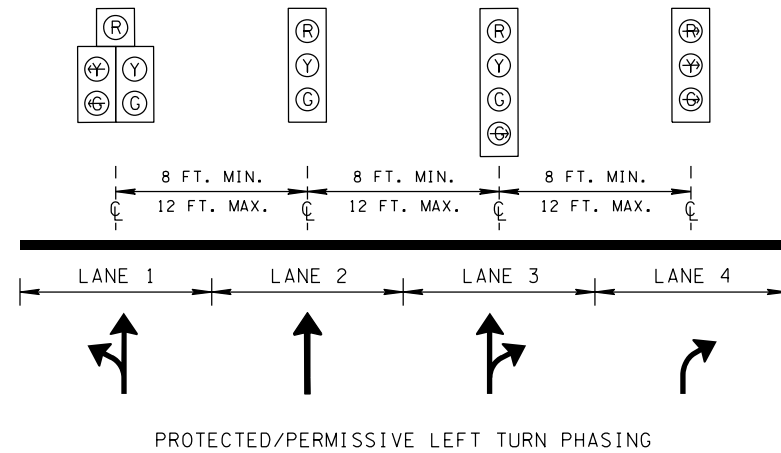 R R R R
Y Y Y Y Y
G G G G G
G
8 FT. MIN. 8 FT. MIN. 8 FT. MIN.
℄ 12 FT. MAX. ℄ 12 FT. MAX. ℄ 12 FT. MAX. ℄
LANE 1 LANE 2 LANE 3 LANE 4
PROTECTED/PERMISSIVE LEFT TURN PHASING